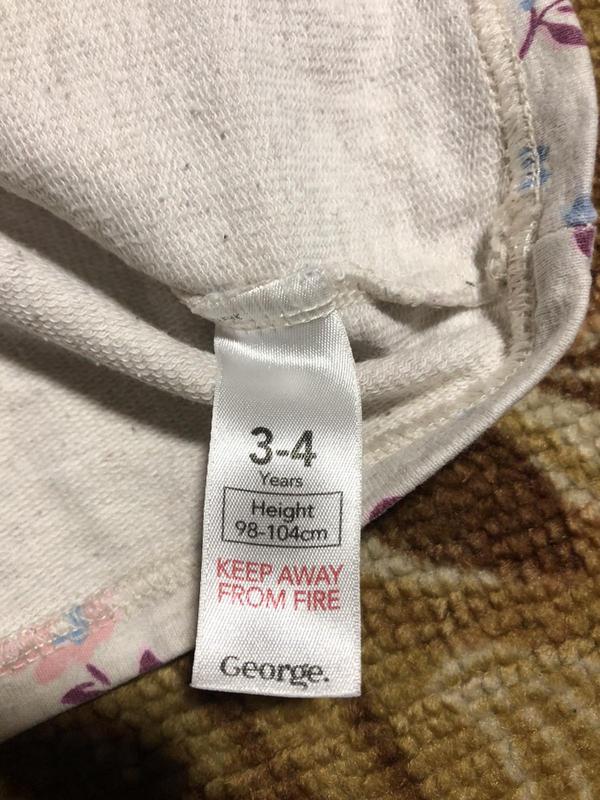 3-4
Years
Height
98-104cm
KEEP AWAY
FROM FIRE
George.